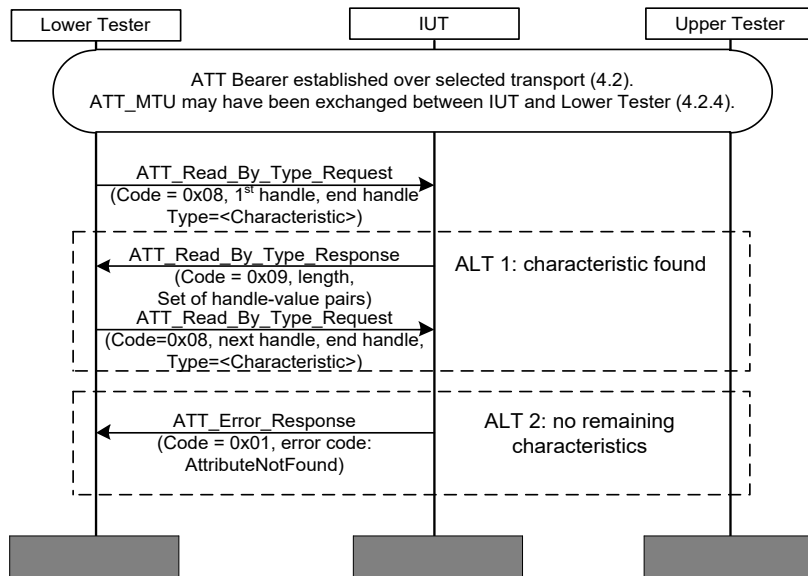 Lower Tester
IUT
Upper Tester
ATT Bearer established over selected transport (4.2).
ATT_MTU may have been exchanged between IUT and Lower Tester (4.2.4).
ATT_Read_By_Type_Request
(Code = 0x08, 1st handle, end handle
Type=<Characteristic>)
ATT_Read_By_Type_Response
(Code = 0x09, length,
Set of handle-value pairs)
ALT 1: characteristic found
ATT_Read_By_Type_Request
(Code=0x08, next handle, end handle,
Type=<Characteristic>)
ATT_Error_Response
(Code = 0x01, error code:
AttributeNotFound)
ALT 2: no remaining
characteristics